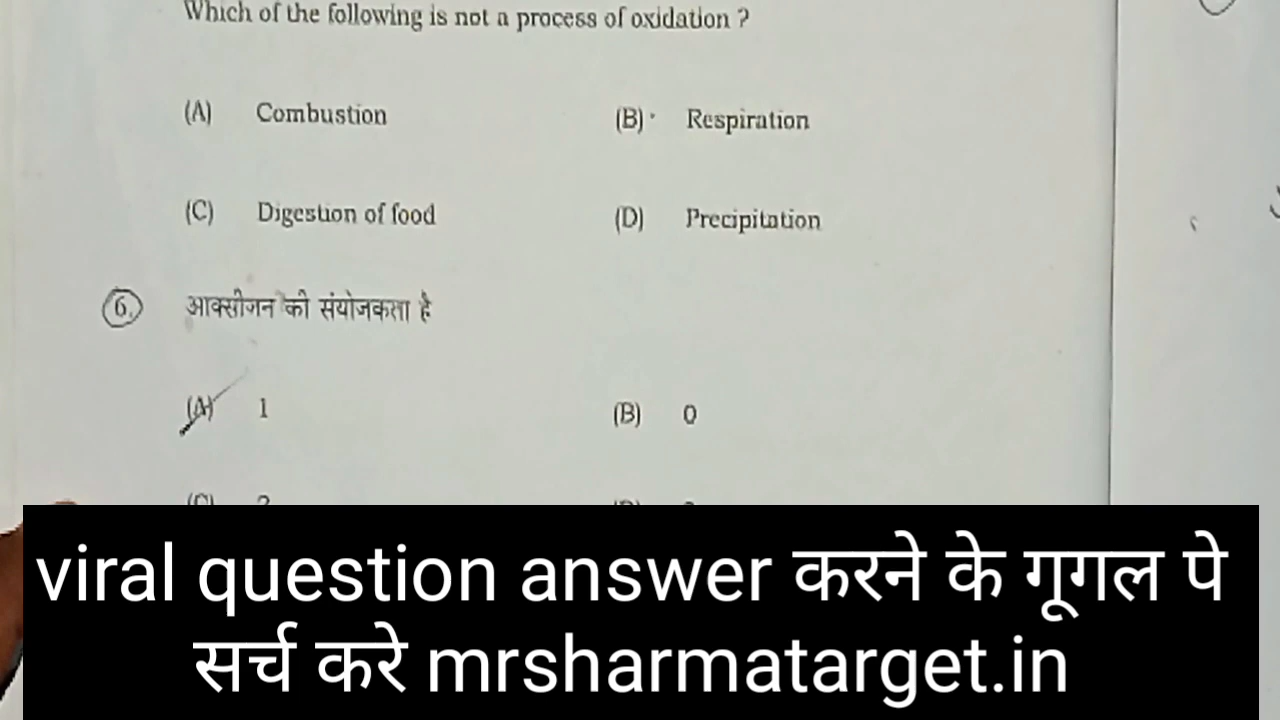 Which of the following is not a process of oxidation ?
(A) Combustion (B) Respiration
(C) Digestion of food (D) Precipitation
6. आक्सीजन की संयोजकता है
(A) 1 (B) 0
viral question answer करने के गूगल पे
सर्च करे mrsharmatarget.in